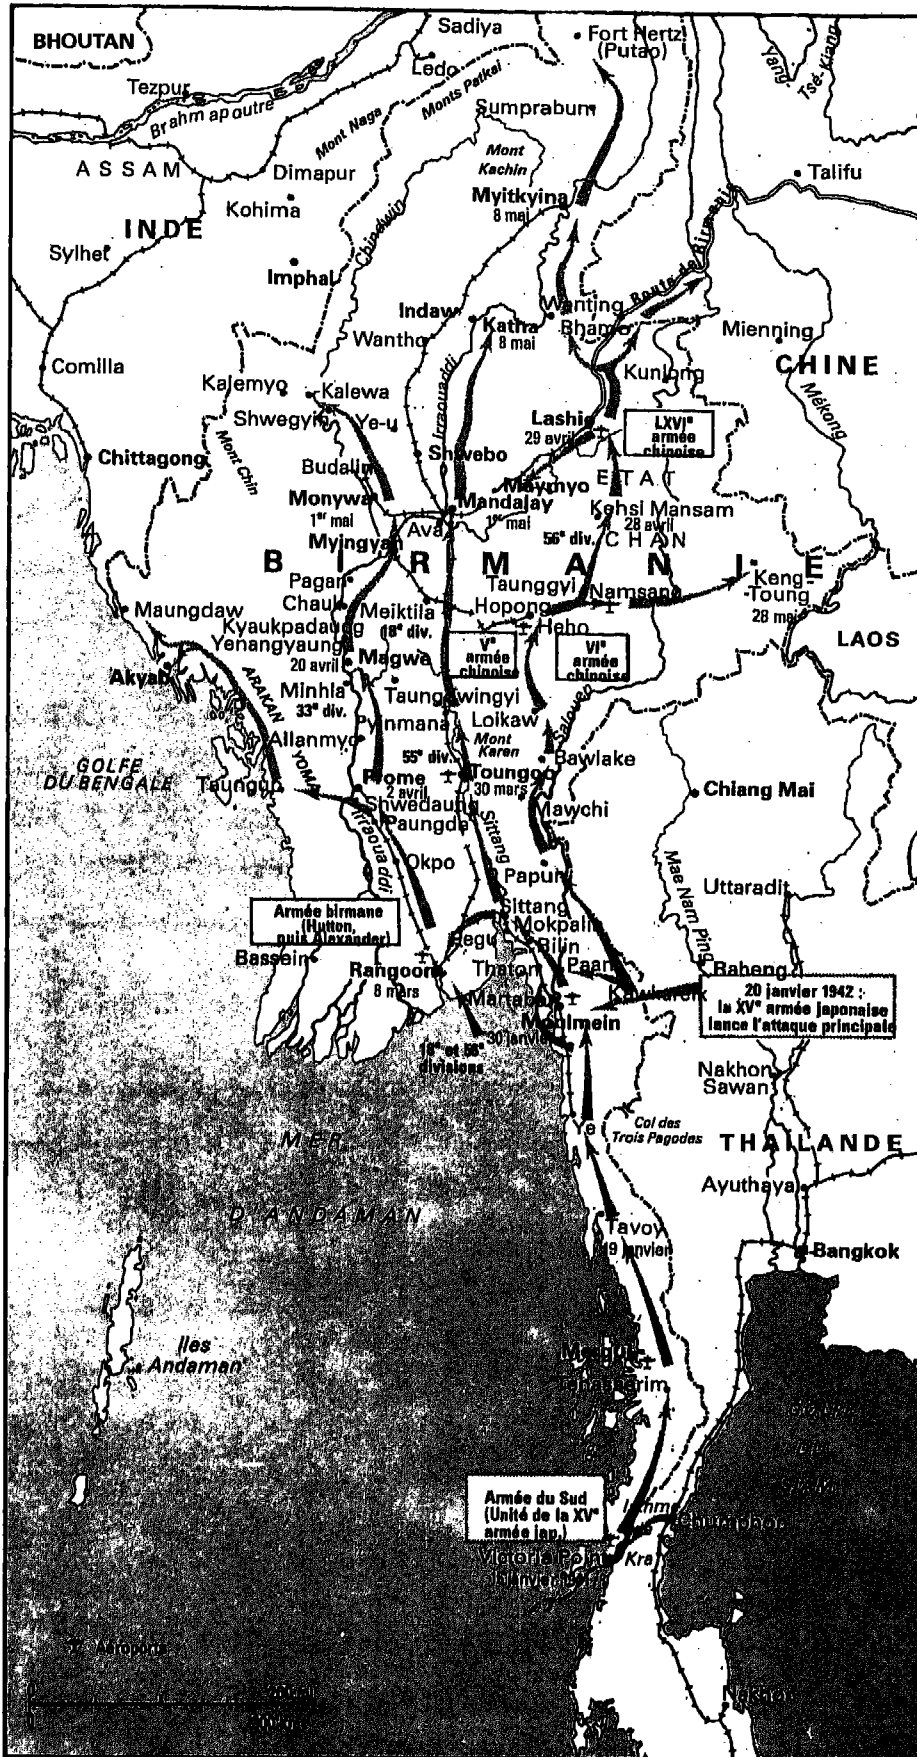 BHOUTAN
Sadiya
Fort Hertz
(Putao)
Yang
Tsé-Kiang
Ledo
Tezpur
Brahmapoutre
Mont Naga
Monts Patkai
Sumprabum
ASSAM
Dimapur
Mont
Kachin
Talifu
Kohima
Myitkyina
8 mai
INDE
Chindwin
Sylhet
Imphal
Route de Birmanie
Indaw
Katha
8 mai
Wanting
Bhamo
Wantho
Mienning
Irraouaddi
Comilla
CHINE
Kunlong
Mékong
Kalemyo
Kalewa
Shwegyin
Ye-u
Lashio
29 avril
LXVIe
armée
chinoise
Mont Chin
Shwebo
Chittagong
Budalin
Maymyo
ETAT
Monywa
1er mai
Mandalay
1er mai
Kehsi Mansam
28 avril
Ava
Myingyan
56e div.
CHAN
BIRMANIE
Pagan
Taunggyi
Namsang
Keng
Toung
28 mai
Chauk
Meiktila
Hopong
Maungdaw
Kyaukpadaung
18e div.
Heho
LAOS
Yenangyaung
20 avril
Magwe
Ve
armée
chinoise
VIe
armée
chinoise
Akyab
ARAKAN
YOMA
Minhla
33e div.
Taungdwingyi
Salouen
Pyinmana
Loikaw
Mont
Karen
Allanmyo
55e div.
Bawlake
GOLFE
DU BENGALE
Prome
2 avril
Toungoo
30 mars
Taungup
Chiang Mai
Shwedaung
Mawchi
Paungde
Sittang
Irraouaddi
Okpo
Papun
Mae Nam Ping
Uttaradit
Armée birmane
(Hutton,
puis Alexander)
Sittang
Mokpalin
Pegu
Bilin
Bassein
Rangoon
8 mars
Thaton
Paan
Raheng
Martaban
Kawkareik
20 janvier 1942 :
la XVe armée japonaise
lance l'attaque principale
Moulmein
30 janvier
18e et 56e
divisions
Nakhon
Sawan
Ye
Col des
Trois Pagodes
MER
THAILANDE
Ayuthaya
D'ANDAMAN
Tavoy
19 janvier
Bangkok
Iles
Andaman
Mergui
Tenasserim
Armée du Sud
(Unité de la XVe
armée jap.)
Isthme
Chumphon
Victoria Point
Kra
Aéroports